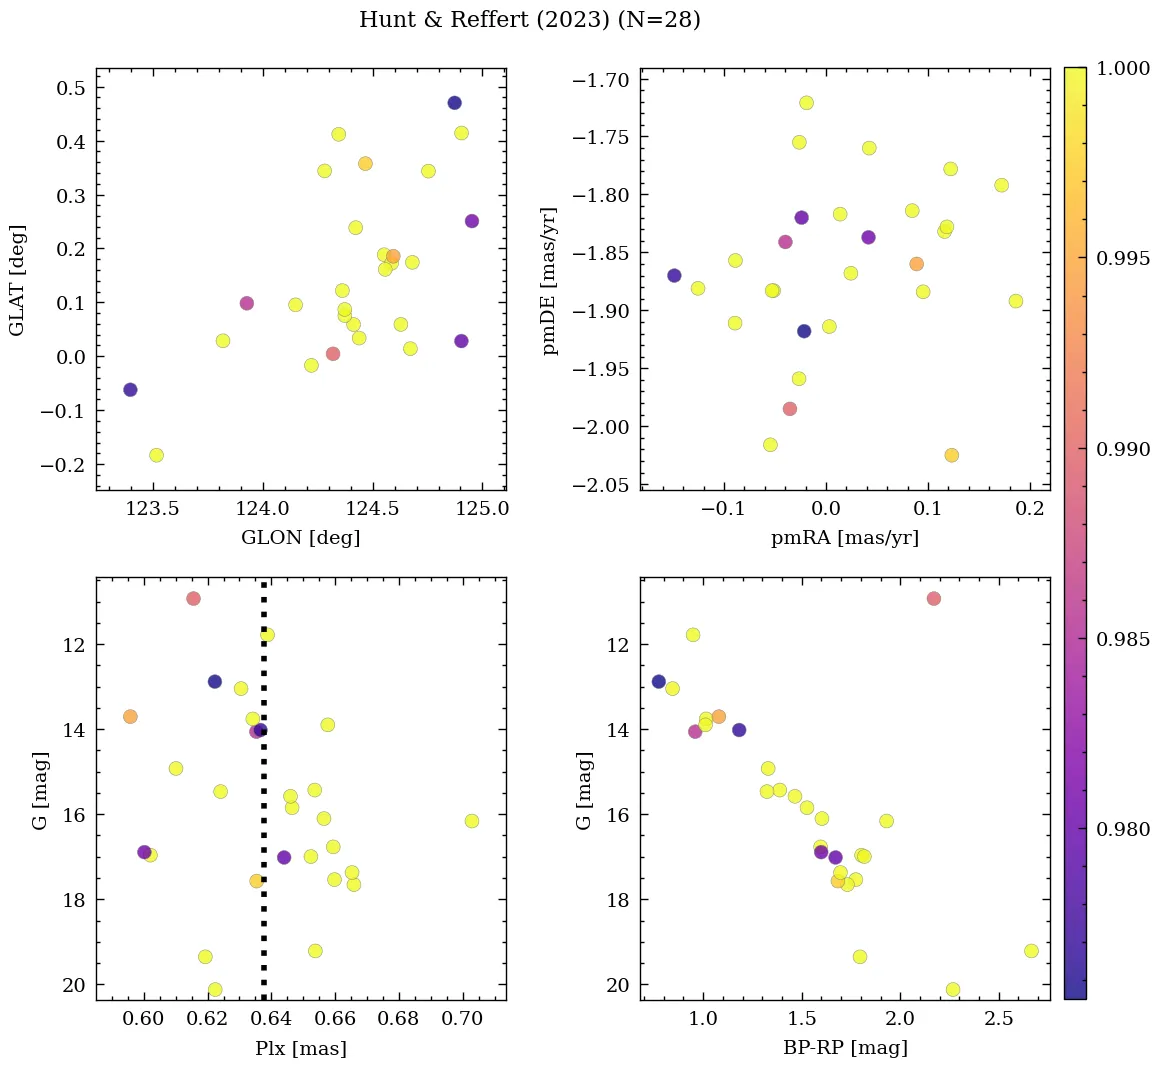 Hunt & Reffert (2023) (N=28)
0.5
0.4
0.3
0.2
0.1
0.0
−0.1
−0.2
GLAT [deg]
123.5 124.0 124.5 125.0
GLON [deg]
−1.70
−1.75
−1.80
−1.85
−1.90
−1.95
−2.00
−2.05
pmDE [mas/yr]
−0.1 0.0 0.1 0.2
pmRA [mas/yr]
12
14
16
18
20
G [mag]
0.60 0.62 0.64 0.66 0.68 0.70
Plx [mas]
12
14
16
18
20
G [mag]
1.0 1.5 2.0 2.5
BP-RP [mag]
1.000
0.995
0.990
0.985
0.980